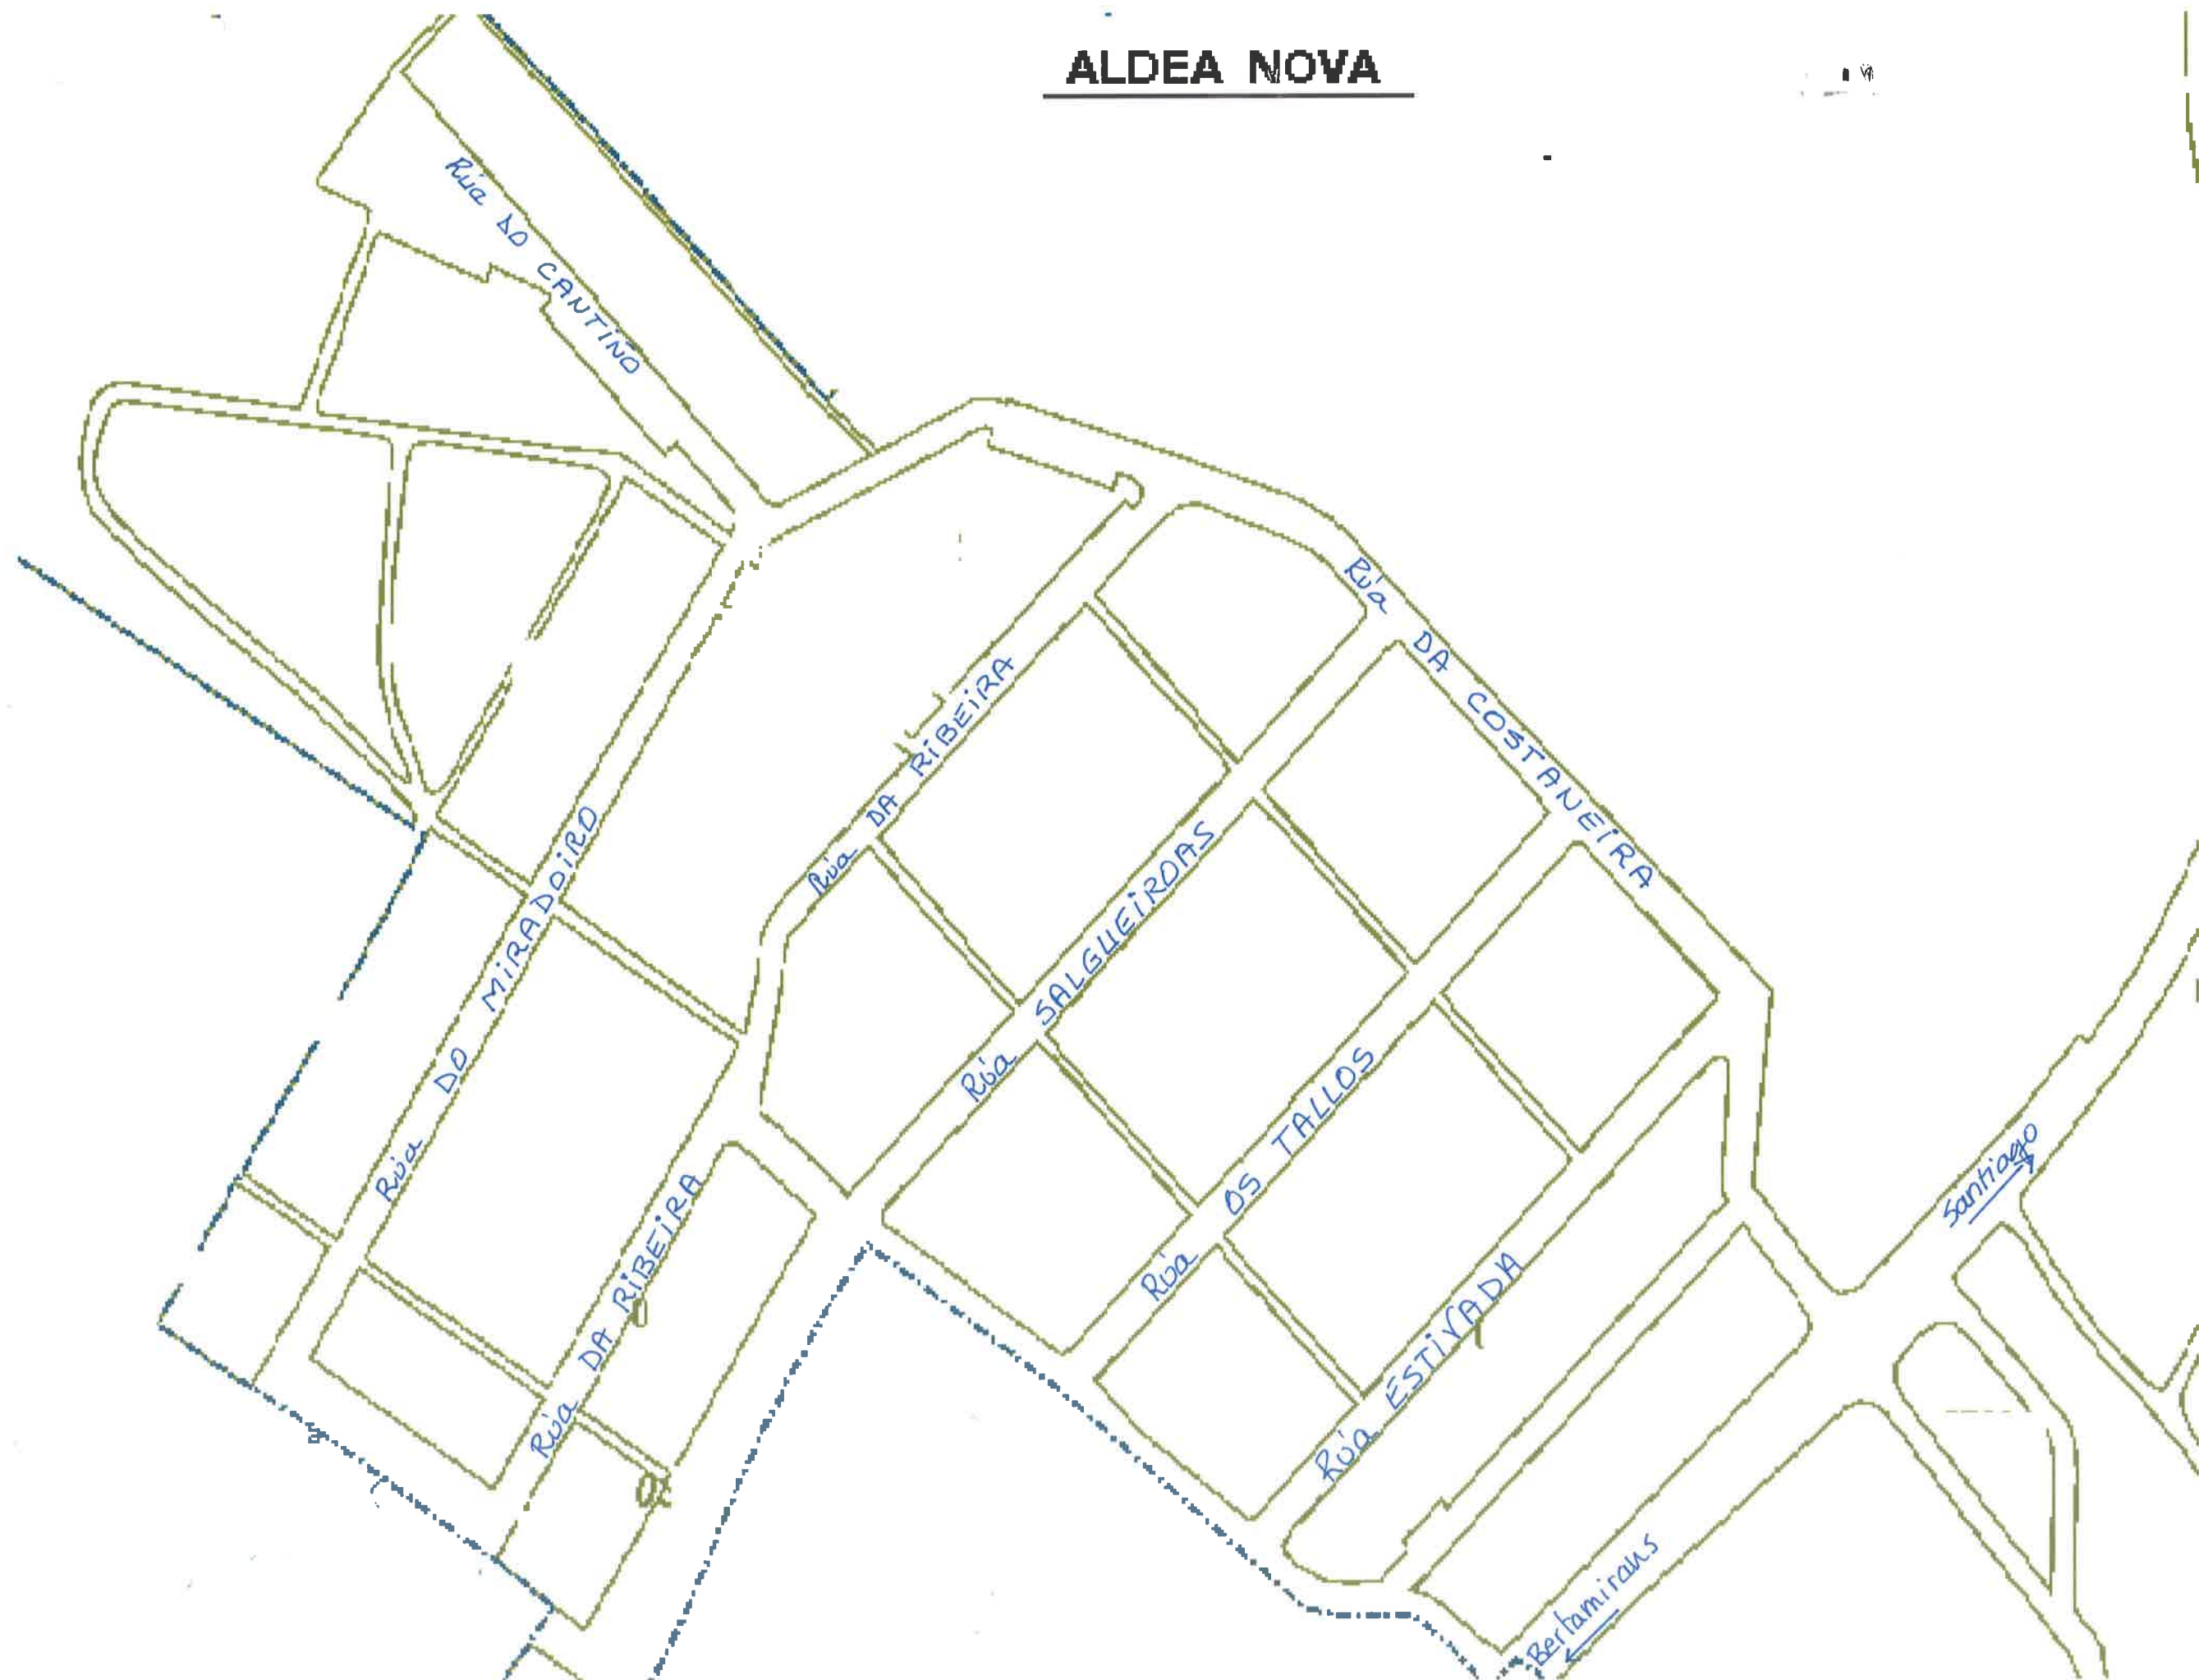 ALDEA NOVA
Rúa DO CANTIÑO
Rúa DA COSTANEIRA
Rúa DA RIBEIRA
Rúa SALGUEIROAS
Rúa DO MIRADOIRO
Rúa OS TALLOS
Rúa DA RIBEIRA
Rúa ESTIVADA
Santiago
Bertamirans